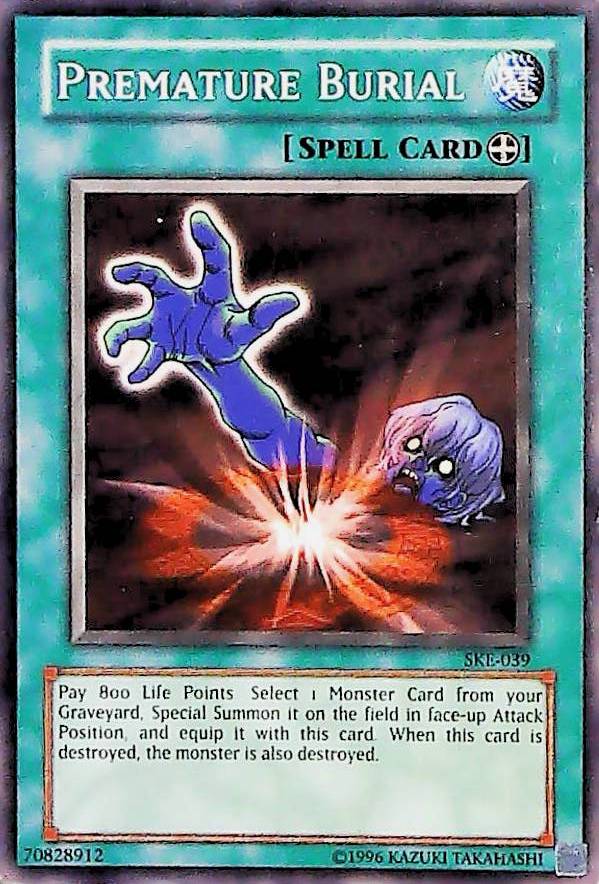 PREMATURE BURIAL 魔
[SPELL CARD]
SKE-039
Pay 800 Life Points. Select 1 Monster Card from your
Graveyard, Special Summon it on the field in face-up Attack
Position, and equip it with this card. When this card is
destroyed, the monster is also destroyed.
70828912
©1996 KAZUKI TAKAHASHI